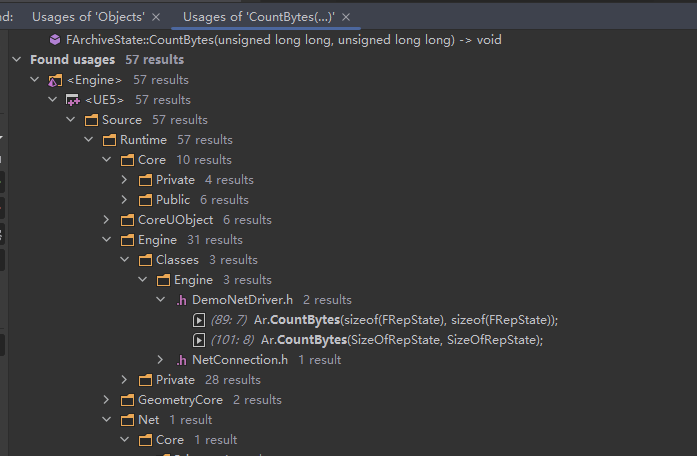 nd: Usages of 'Objects' × Usages of 'CountBytes(...)' ×
FArchiveState::CountBytes(unsigned long long, unsigned long long) -> void
Found usages 57 results
<Engine> 57 results
<UE5> 57 results
Source 57 results
Runtime 57 results
Core 10 results
Private 4 results
Public 6 results
CoreUObject 6 results
Engine 31 results
Classes 3 results
Engine 3 results
.h DemoNetDriver.h 2 results
(89: 7) Ar.CountBytes(sizeof(FRepState), sizeof(FRepState));
(101: 8) Ar.CountBytes(SizeOfRepState, SizeOfRepState);
.h NetConnection.h 1 result
Private 28 results
GeometryCore 2 results
Net 1 result
Core 1 result